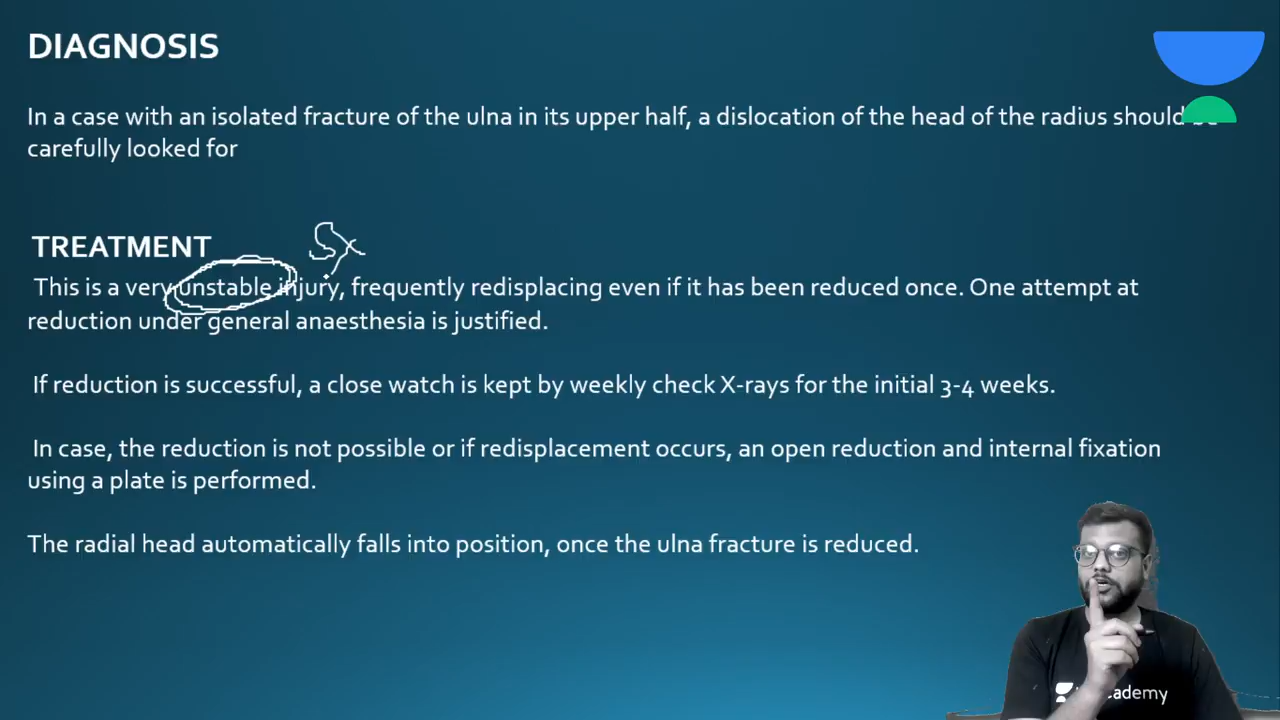 DIAGNOSIS
In a case with an isolated fracture of the ulna in its upper half, a dislocation of the head of the radius should be
carefully looked for
Sx
TREATMENT
This is a very unstable injury, frequently redisplacing even if it has been reduced once. One attempt at
reduction under general anaesthesia is justified.
If reduction is successful, a close watch is kept by weekly check X-rays for the initial 3-4 weeks.
In case, the reduction is not possible or if redisplacement occurs, an open reduction and internal fixation
using a plate is performed.
The radial head automatically falls into position, once the ulna fracture is reduced.